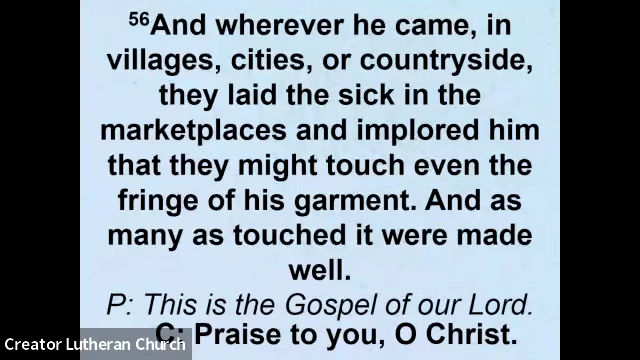 ⁵⁶And wherever he came, in
villages, cities, or countryside,
they laid the sick in the
marketplaces and implored him
that they might touch even the
fringe of his garment. And as
many as touched it were made
well.
P: This is the Gospel of our Lord.
C: Praise to you, O Christ.
Creator Lutheran Church